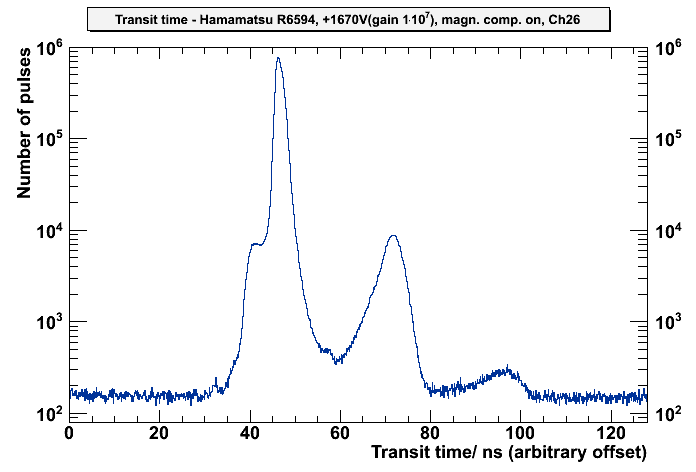 Transit time - Hamamatsu R6594, +1670V(gain 1·10⁷), magn. comp. on, Ch26
Number of pulses
10⁶
10⁵
10⁴
10³
10²
10⁶
10⁵
10⁴
10³
10²
0 20 40 60 80 100 120
Transit time/ ns (arbitrary offset)